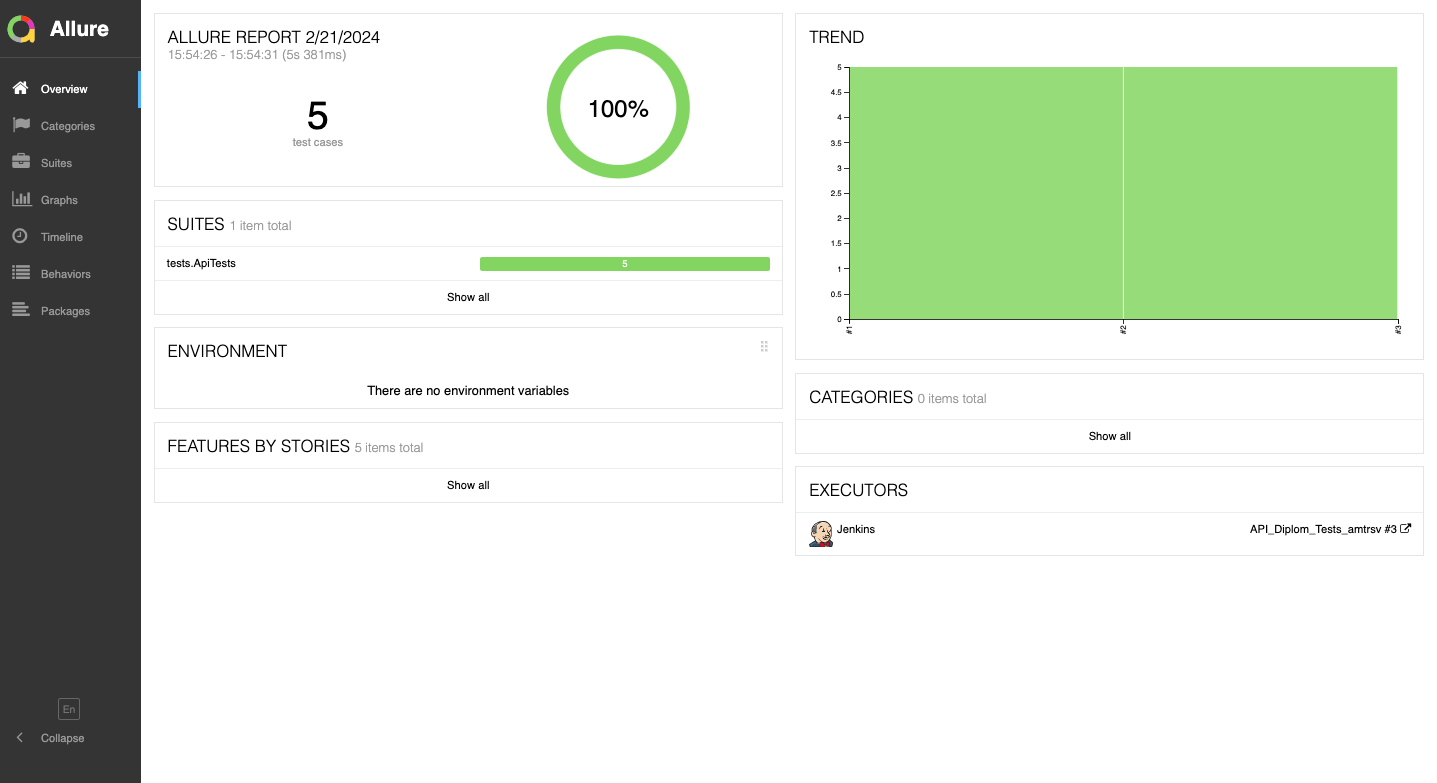 Allure
Overview
Categories
Suites
Graphs
Timeline
Behaviors
Packages
En
Collapse
ALLURE REPORT 2/21/2024
15:54:26 - 15:54:31 (5s 381ms)
5
test cases
100%
SUITES 1 item total
tests.ApiTests 5
Show all
ENVIRONMENT
There are no environment variables
FEATURES BY STORIES 5 items total
Show all
TREND
5
4.5
4
3.5
3
2.5
2
1.5
1
0.5
0
#1 #2 #3
CATEGORIES 0 items total
Show all
EXECUTORS
Jenkins API_Diplom_Tests_amtrsv #3